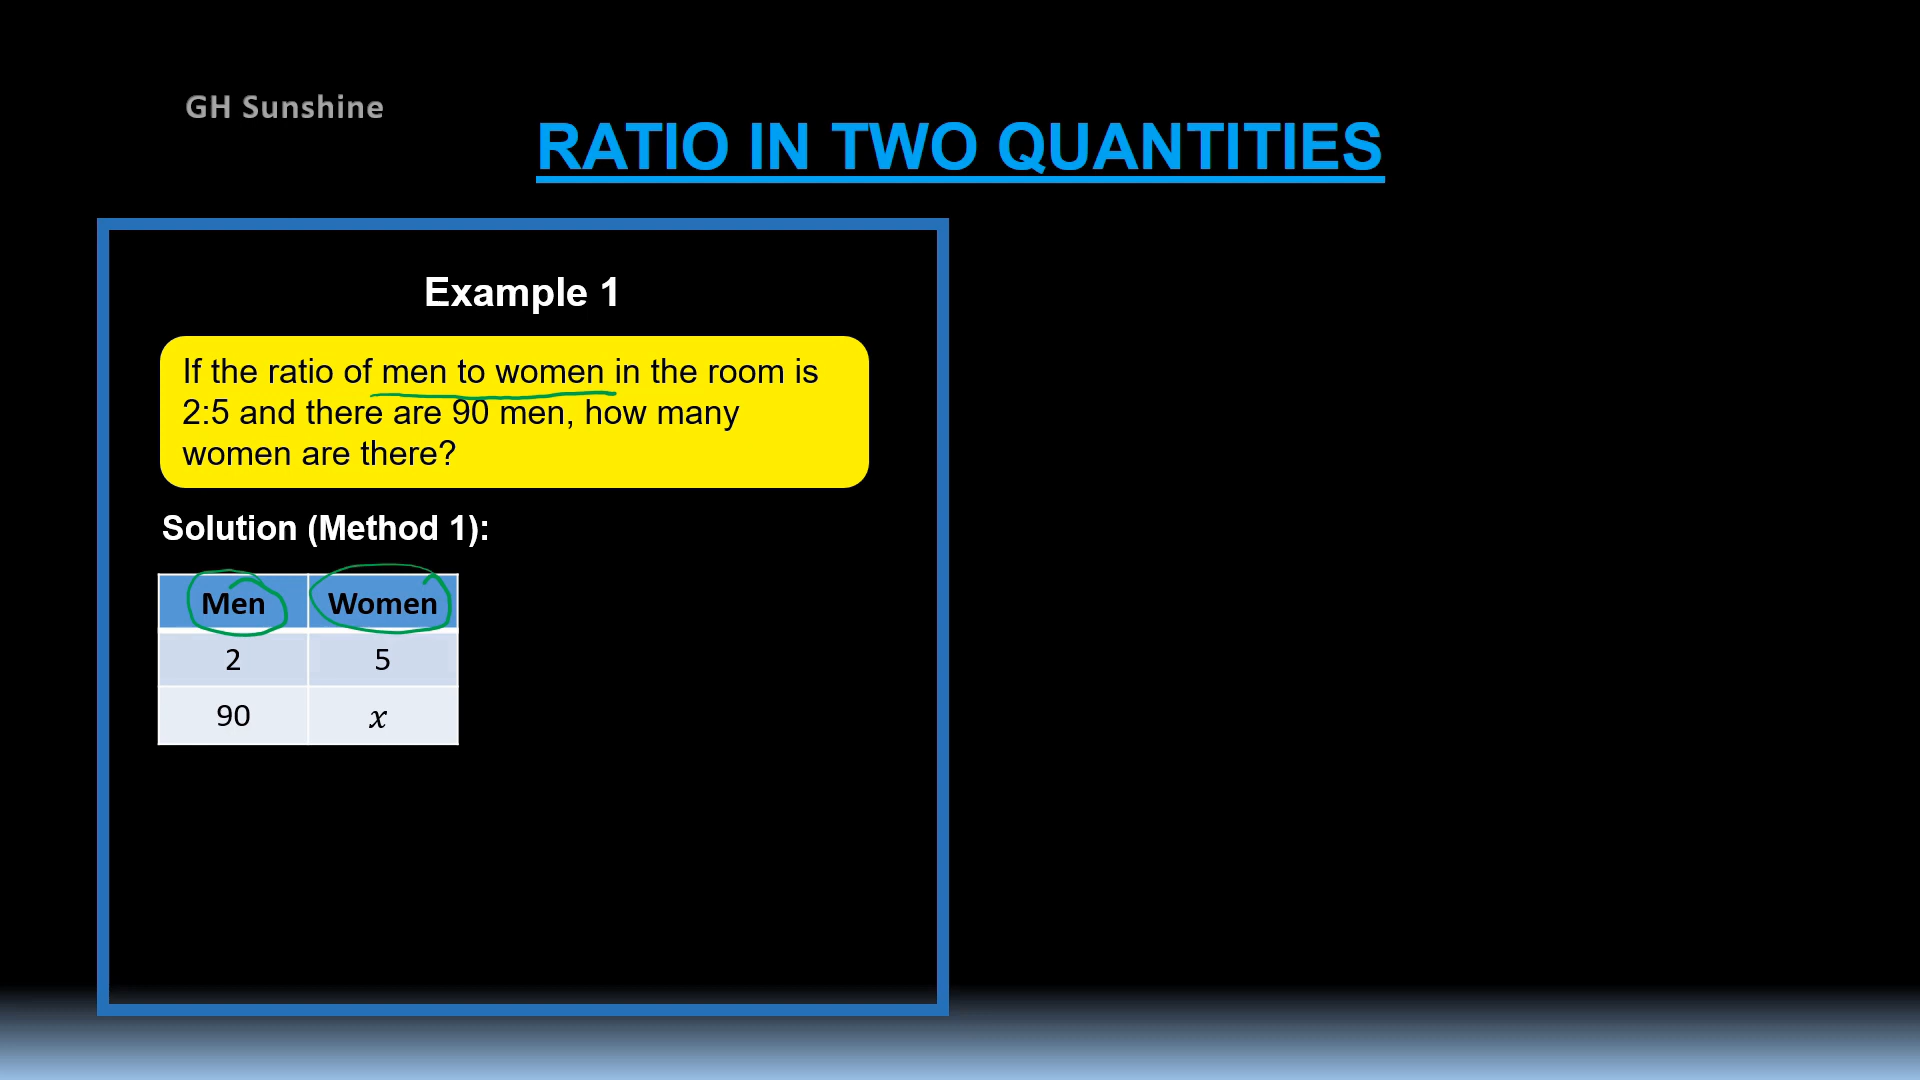 GH Sunshine
RATIO IN TWO QUANTITIES
Example 1
If the ratio of men to women in the room is
2:5 and there are 90 men, how many
women are there?
Solution (Method 1):
Men Women
2 5
90 x